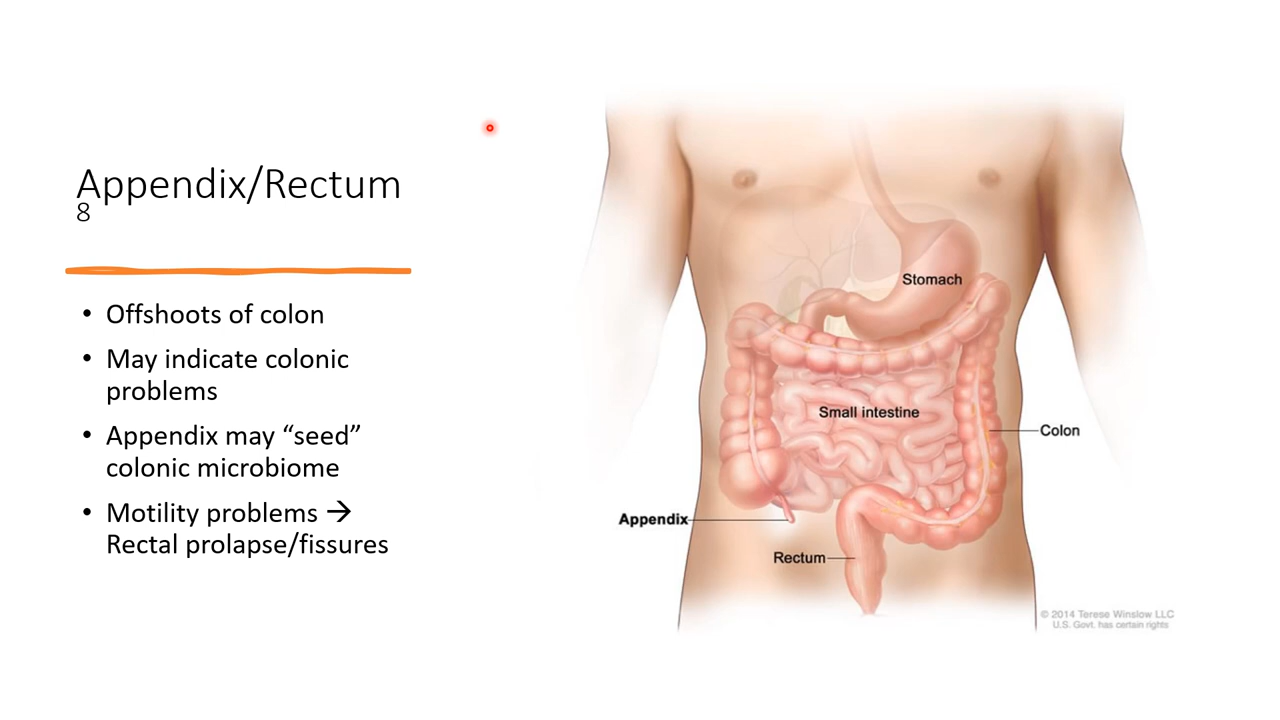 Appendix/Rectum
8
• Offshoots of colon
• May indicate colonic
problems
• Appendix may “seed”
colonic microbiome
• Motility problems →
Rectal prolapse/fissures
Stomach
Small intestine
Colon
Appendix
Rectum
© 2014 Terese Winslow LLC
U.S. Govt. has certain rights